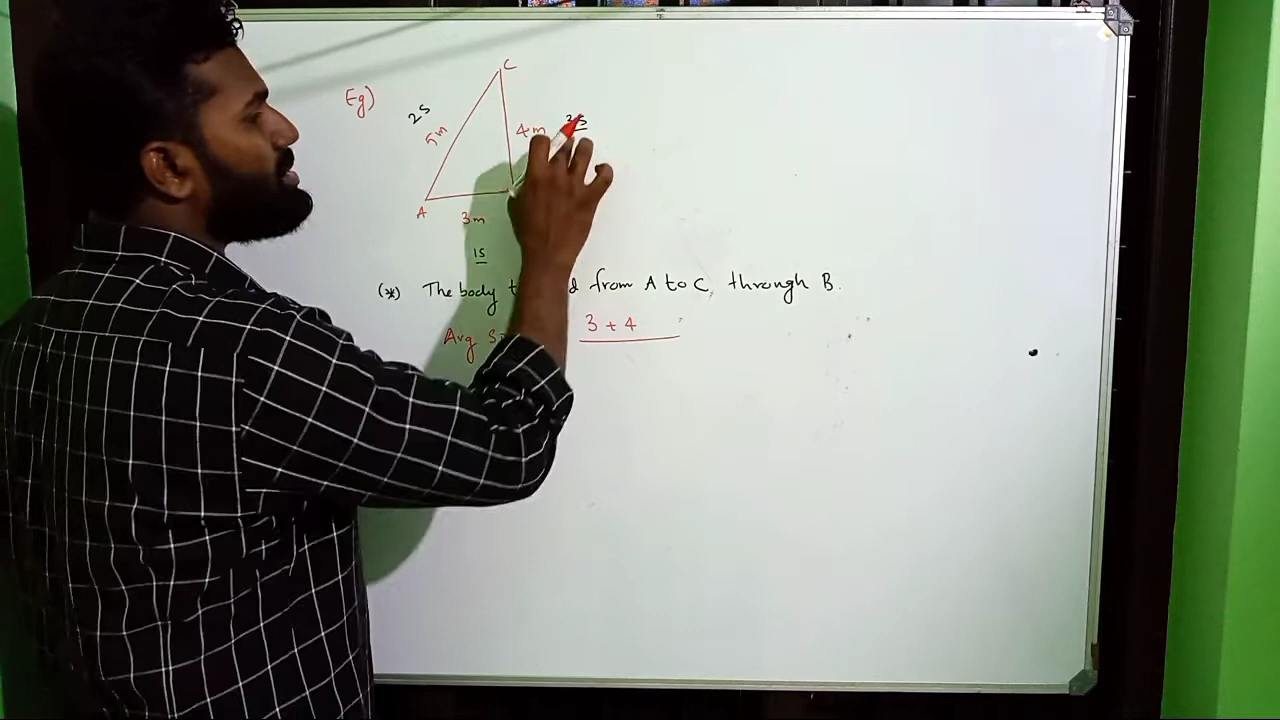 Eg)
C
2s
5m
4m
A
3m
1s
(*) The body from A to C, through B.
Avg
3 + 4